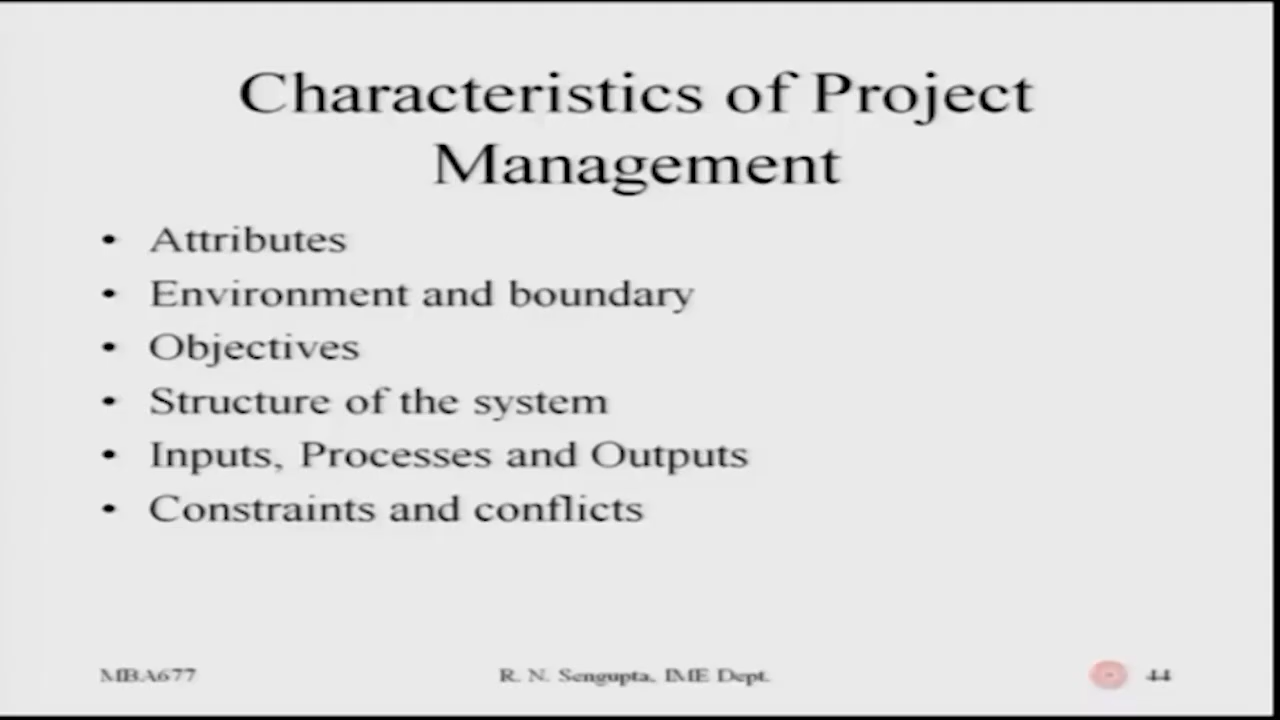 Characteristics of Project
Management
• Attributes
• Environment and boundary
• Objectives
• Structure of the system
• Inputs, Processes and Outputs
• Constraints and conflicts
MBA677
R. N. Sengupta, IME Dept.
44